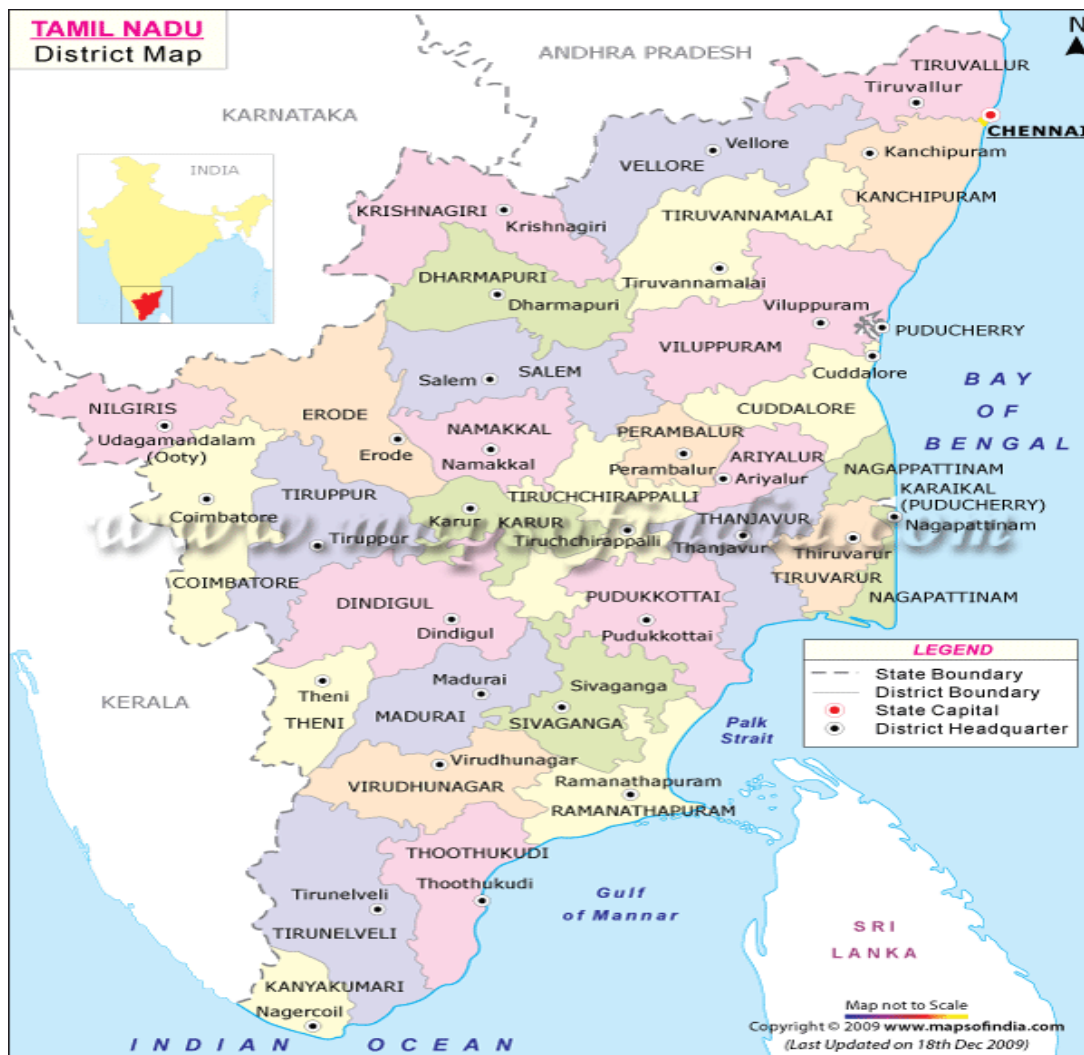 TAMIL NADU
District Map
N
ANDHRA PRADESH
KARNATAKA
INDIA
TIRUVALLUR
Tiruvallur
CHENNAI
Vellore
VELLORE
Kanchipuram
KANCHIPURAM
KRISHNAGIRI
Krishnagiri
TIRUVANNAMALAI
Tiruvannamalai
DHARMAPURI
Dharmapuri
Viluppuram
VILUPPURAM
PUDUCHERRY
Cuddalore
CUDDALORE
SALEM
Salem
NILGIRIS
Udagamandalam
(Ooty)
ERODE
Erode
NAMAKKAL
Namakkal
PERAMBALUR
Perambalur
ARIYALUR
Ariyalur
BAY
OF
BENGAL
NAGAPPATTINAM
KARAIKAL
(PUDUCHERRY)
Nagapattinam
Coimbatore
COIMBATORE
TIRUPPUR
Tiruppur
Karur
KARUR
TIRUCHCHIRAPPALLI
Tiruchchirappalli
THANJAVUR
Thanjavur
Thiruvarur
TIRUVARUR
NAGAPATTINAM
www.mapsofindia.com
DINDIGUL
Dindigul
PUDUKKOTTAI
Pudukkottai
KERALA
Theni
THENI
Madurai
MADURAI
Sivaganga
SIVAGANGA
Palk
Strait
LEGEND
State Boundary
District Boundary
State Capital
District Headquarter
Virudhunagar
VIRUDHUNAGAR
Ramanathapuram
RAMANATHAPURAM
THOOTHUKUDI
Thoothukudi
Tirunelveli
TIRUNELVELI
Gulf
of Mannar
SRI
LANKA
KANYAKUMARI
Nagercoil
INDIAN OCEAN
Map not to Scale
Copyright © 2009 www.mapsofindia.com
(Last Updated on 18th Dec 2009)